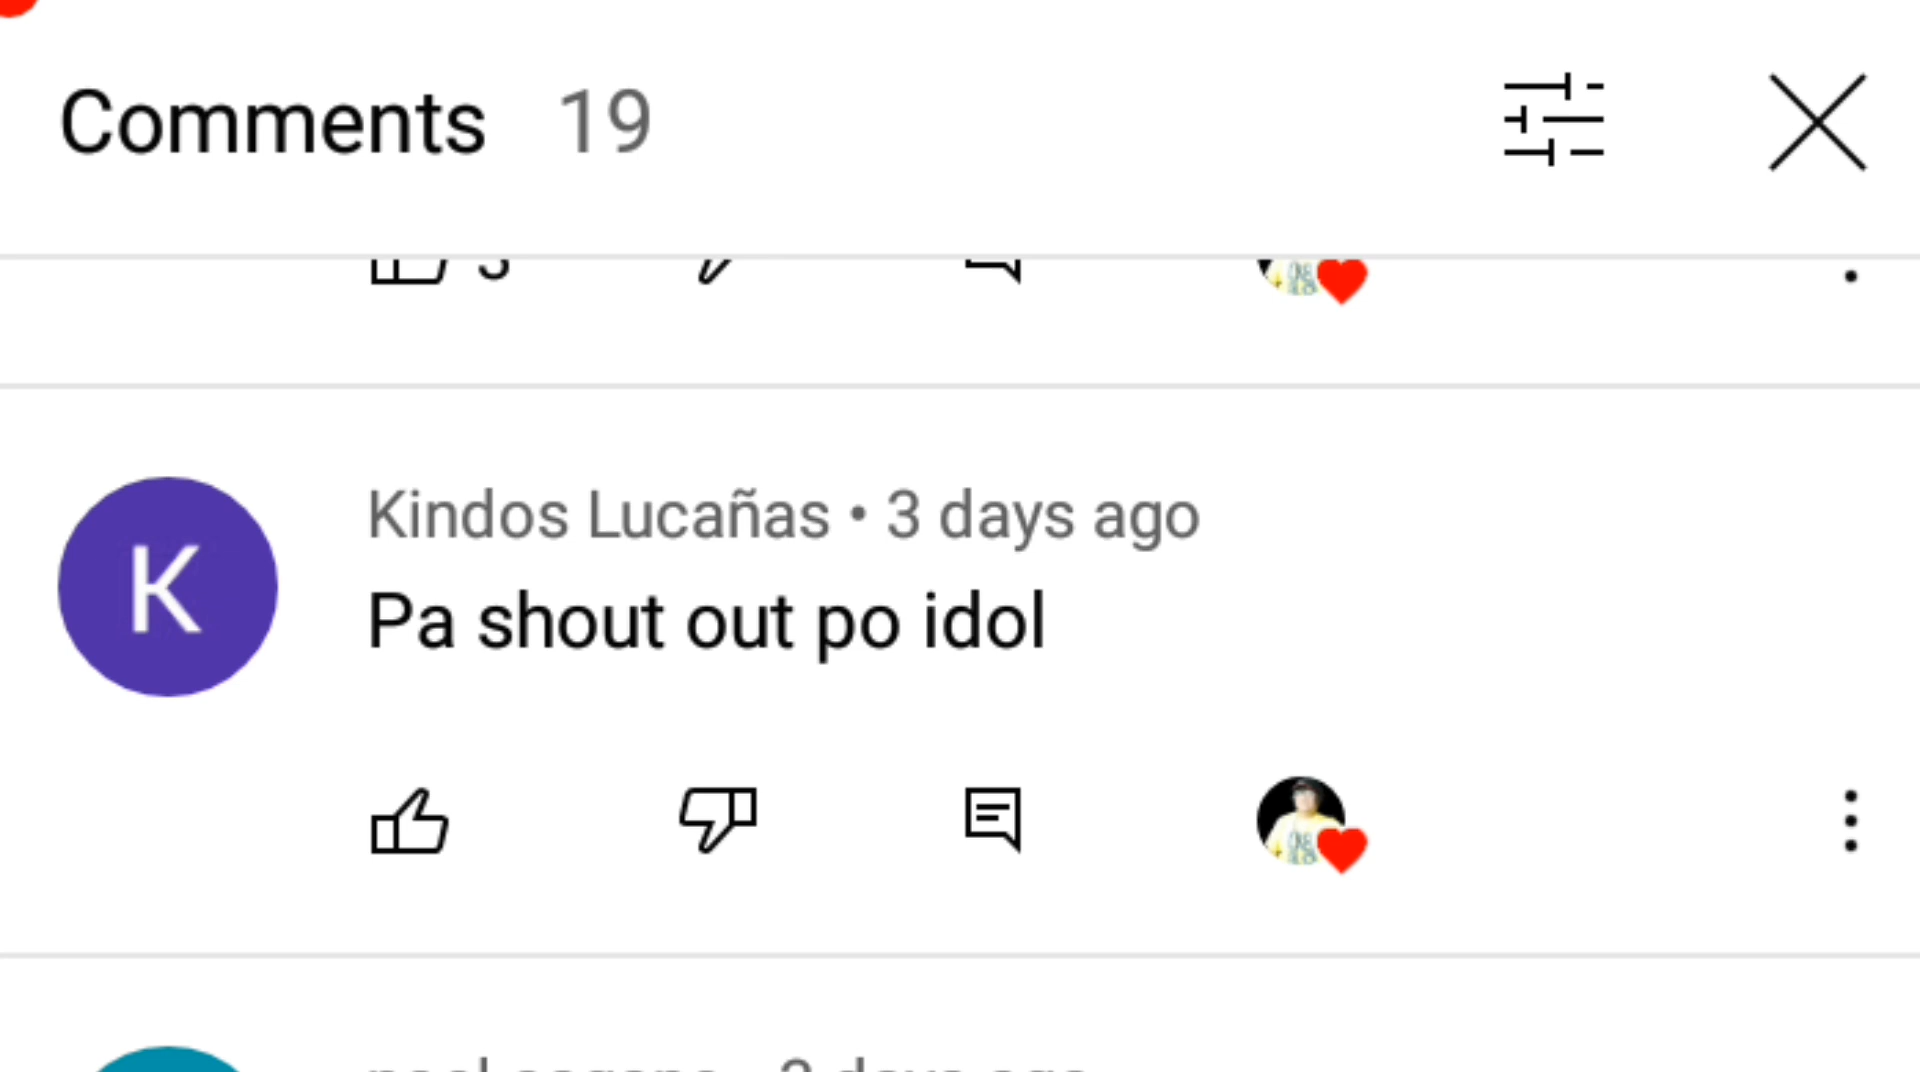 Comments 19
Kindos Lucañas • 3 days ago
K
Pa shout out po idol